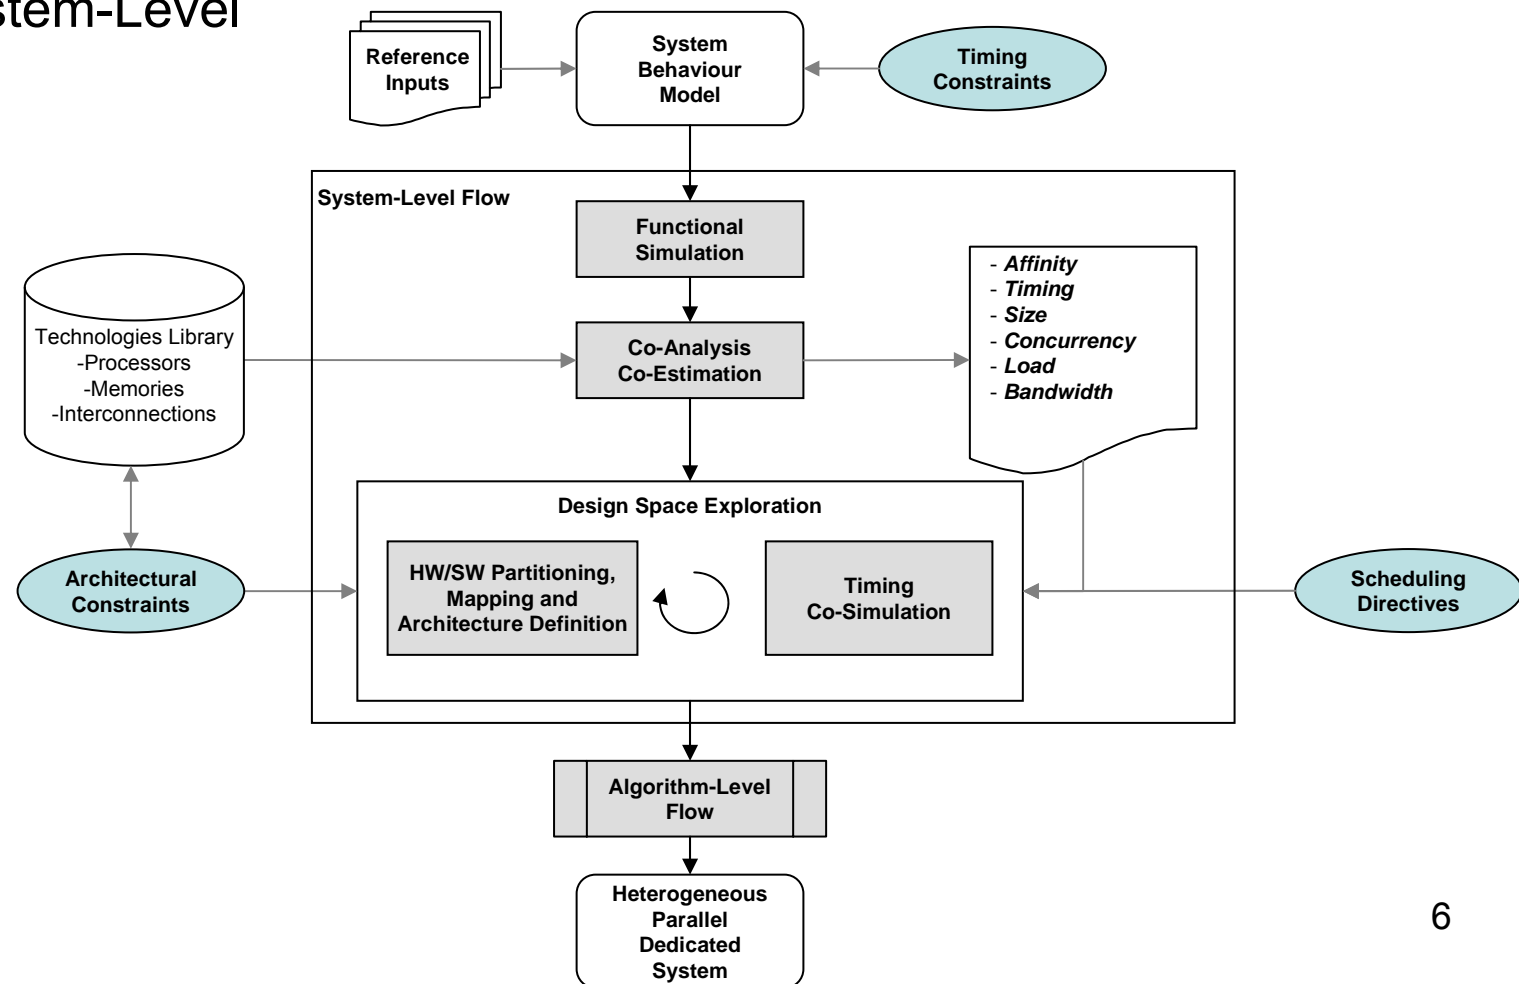 stem-Level
Reference
Inputs
System
Behaviour
Model
Timing
Constraints
System-Level Flow
Functional
Simulation
Technologies Library
-Processors
-Memories
-Interconnections
Co-Analysis
Co-Estimation
- Affinity
- Timing
- Size
- Concurrency
- Load
- Bandwidth
Design Space Exploration
Architectural
Constraints
HW/SW Partitioning,
Mapping and
Architecture Definition
Timing
Co-Simulation
Scheduling
Directives
Algorithm-Level
Flow
Heterogeneous
Parallel
Dedicated
System
6